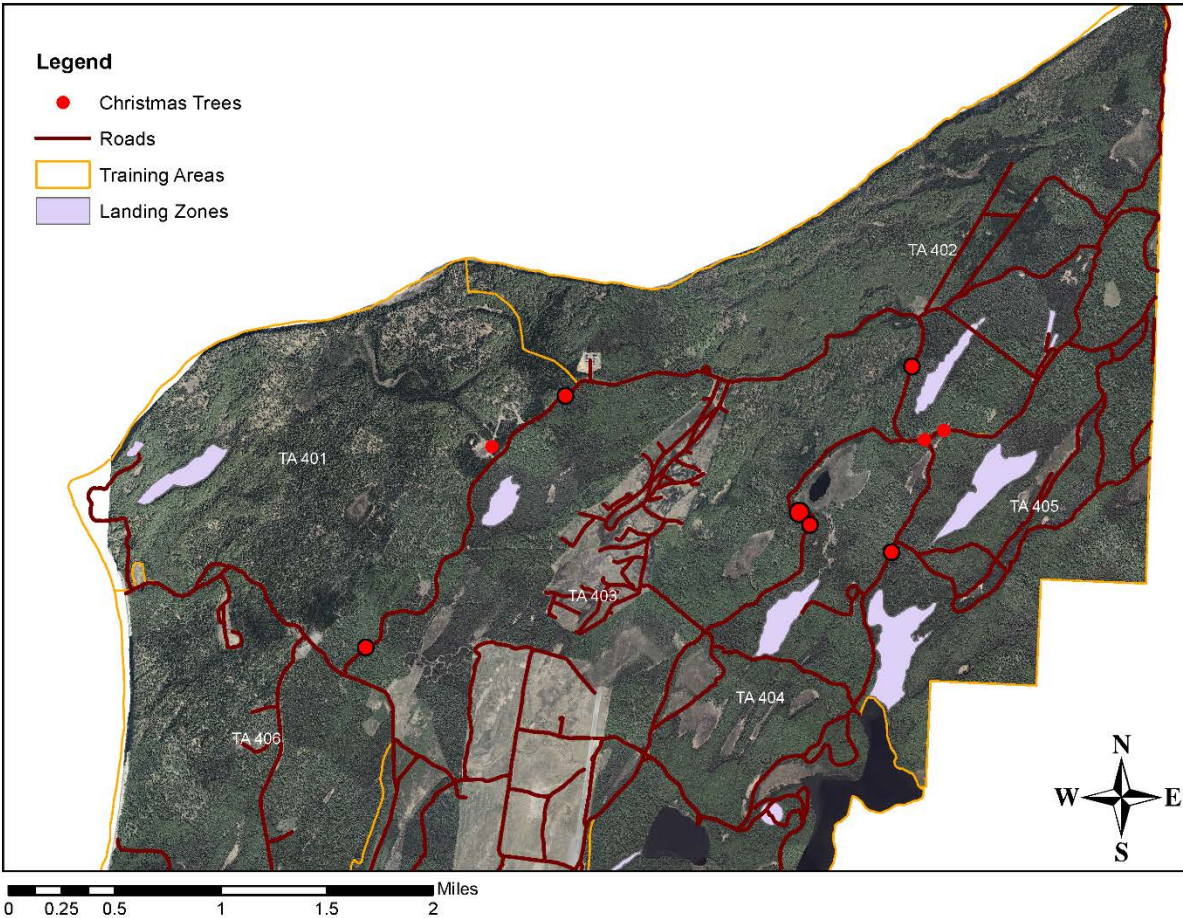 Legend
Christmas Trees
Roads
Training Areas
Landing Zones
TA 402
TA 401
TA 405
TA 403
TA 404
TA 406
N
W E
S
Miles
0 0.25 0.5 1 1.5 2